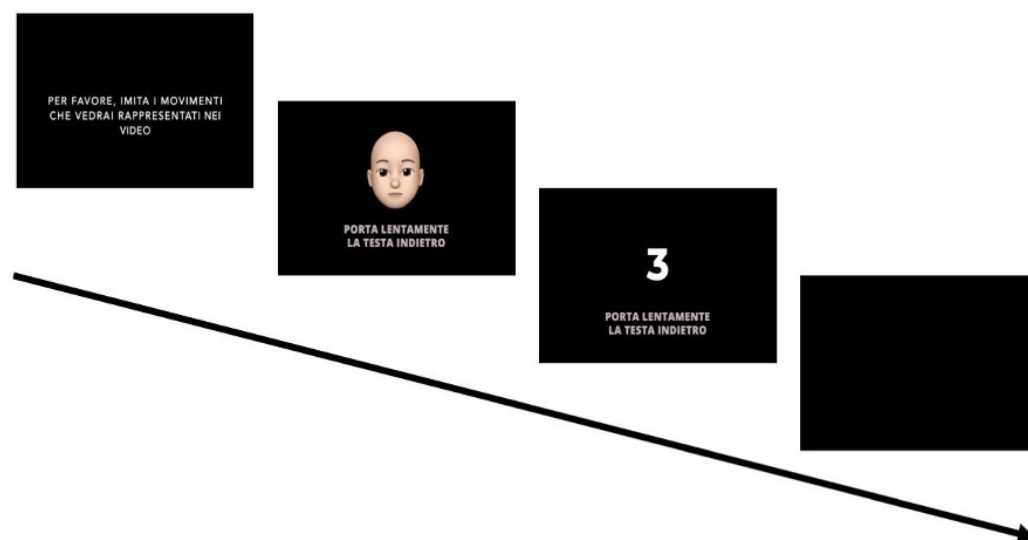 PER FAVORE, IMITA I MOVIMENTI
CHE VEDRAI RAPPRESENTATI NEI
VIDEO
PORTA LENTAMENTE
LA TESTA INDIETRO
3
PORTA LENTAMENTE
LA TESTA INDIETRO